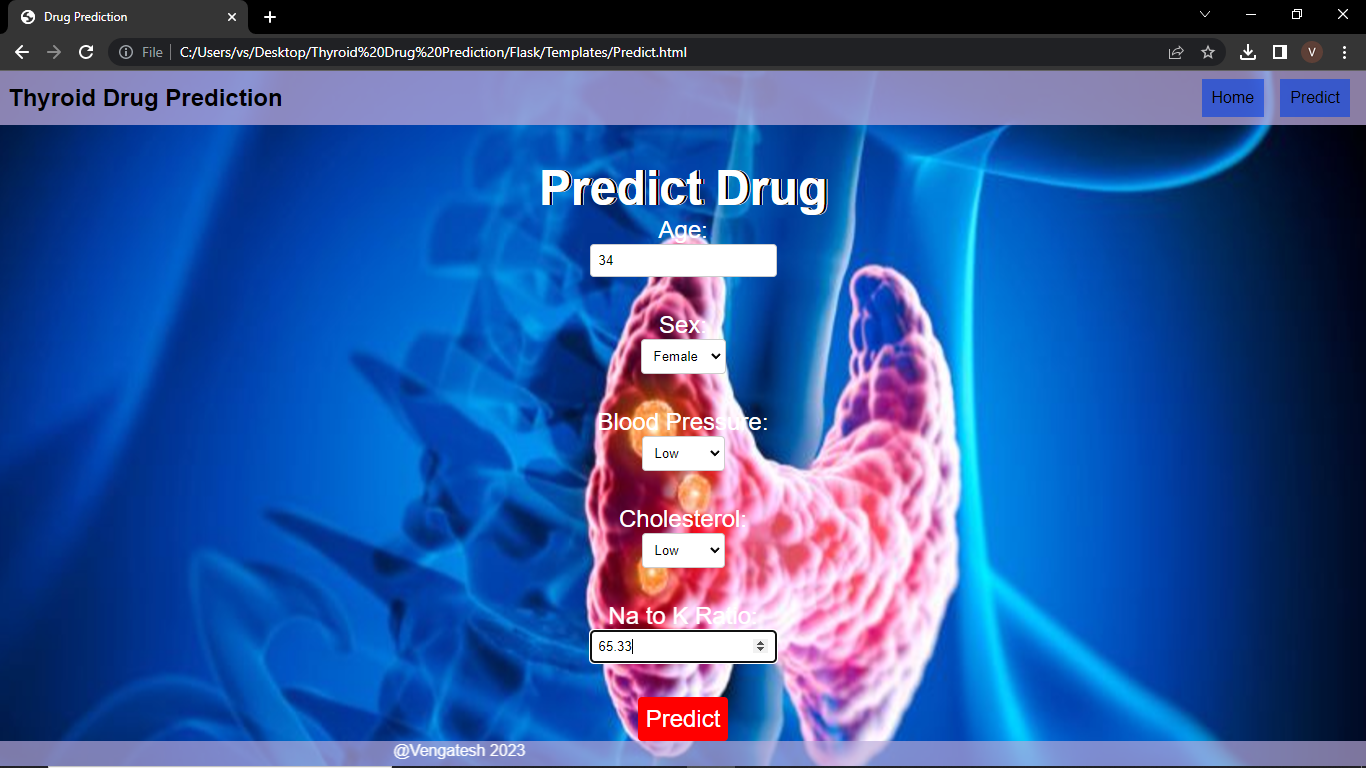 Drug Prediction
File
C:/Users/vs/Desktop/Thyroid%20Drug%20Prediction/Flask/Templates/Predict.html
V
Thyroid Drug Prediction
Home
Predict
Predict Drug
Age:
34
Sex:
Female
Blood Pressure:
Low
Cholesterol:
Low
Na to K Ratio:
65.33
Predict
@Vengatesh 2023